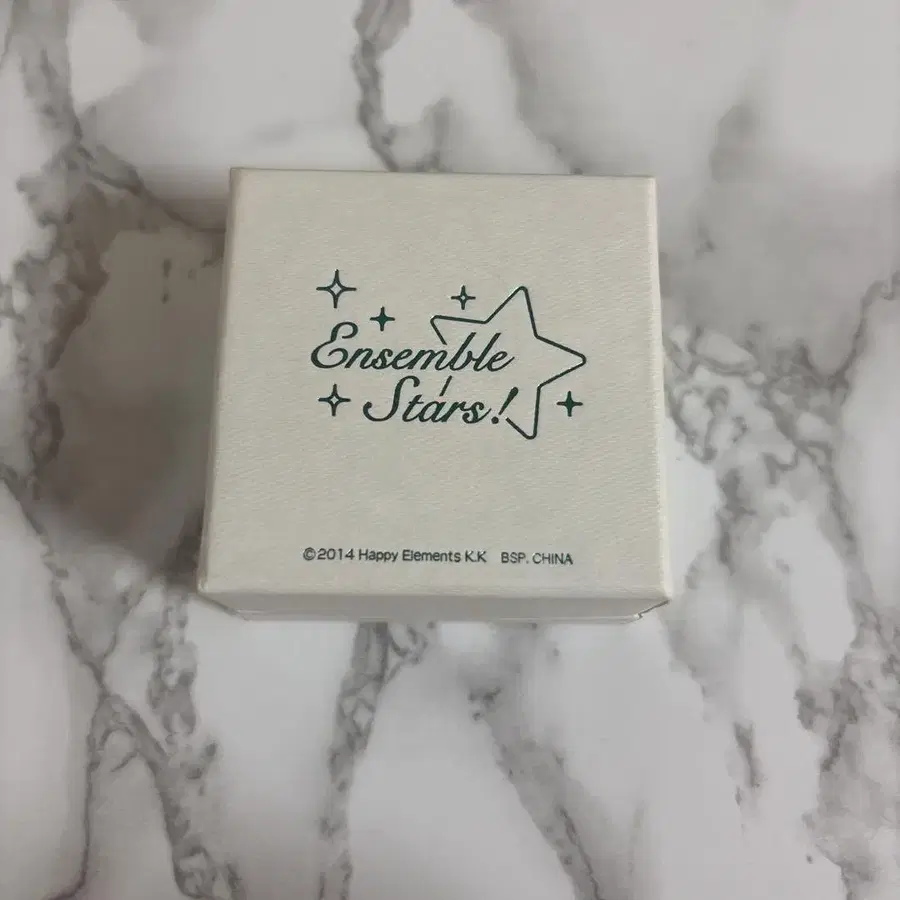 Ensemble
Stars!
©2014 Happy Elements K.K BSP. CHINA